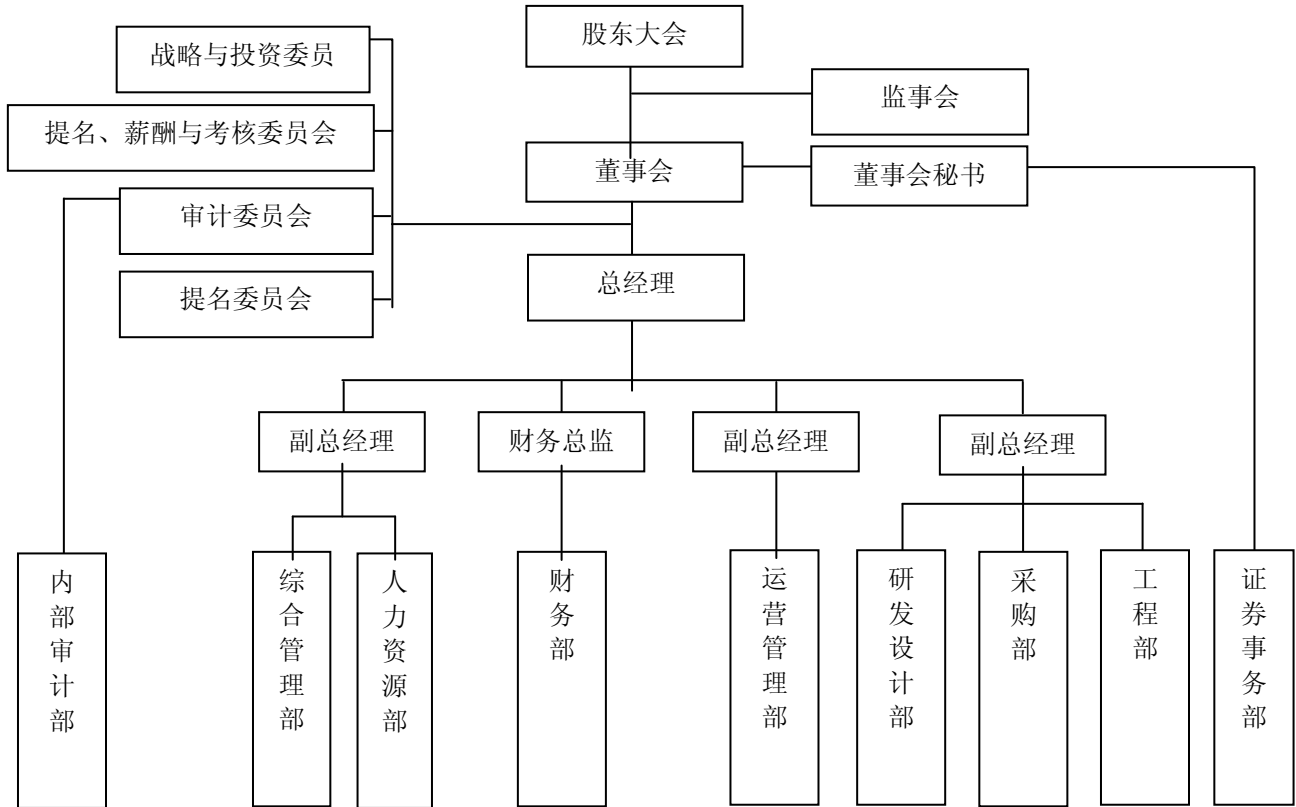 股东大会
战略与投资委员
监事会
提名、薪酬与考核委员会
董事会
董事会秘书
审计委员会
总经理
提名委员会
副总经理
财务总监
副总经理
副总经理
内部审计部
综合管理部
人力资源部
财务部
运营管理部
研发设计部
采购部
工程部
证券事务部